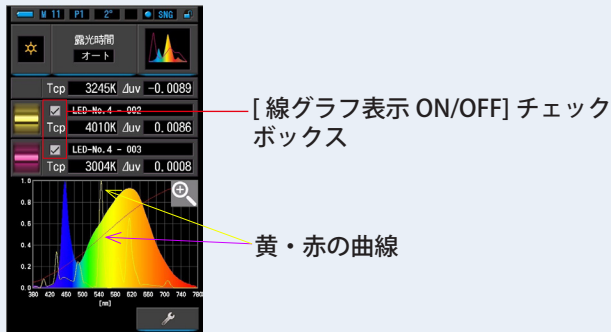 M 11 P1 2° SNG
露光時間
オート
Tcp 3245K ⊿uv -0.0089
LED-No.4 - 002
Tcp 4010K ⊿uv 0.0086
LED-No.4 - 003
Tcp 3004K ⊿uv 0.0008
[ 線グラフ表示 ON/OFF] チェック
ボックス
1.0
0.8
0.6
0.4
0.2
0.0
380 420 460 500 540 580 620 660 700 740 780
[nm]
黄・赤の曲線